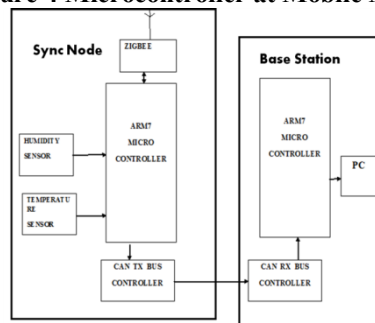 Microcontroller at Mobile
Sync Node
ZIGBEE
ARM7
MICRO
CONTROLLER
HUMIDITY
SENSOR
TEMPERATU
RE
SENSOR
CAN TX BUS
CONTROLLER
Base Station
ARM7
MICRO
CONTROLLER
PC
CAN RX BUS
CONTROLLER